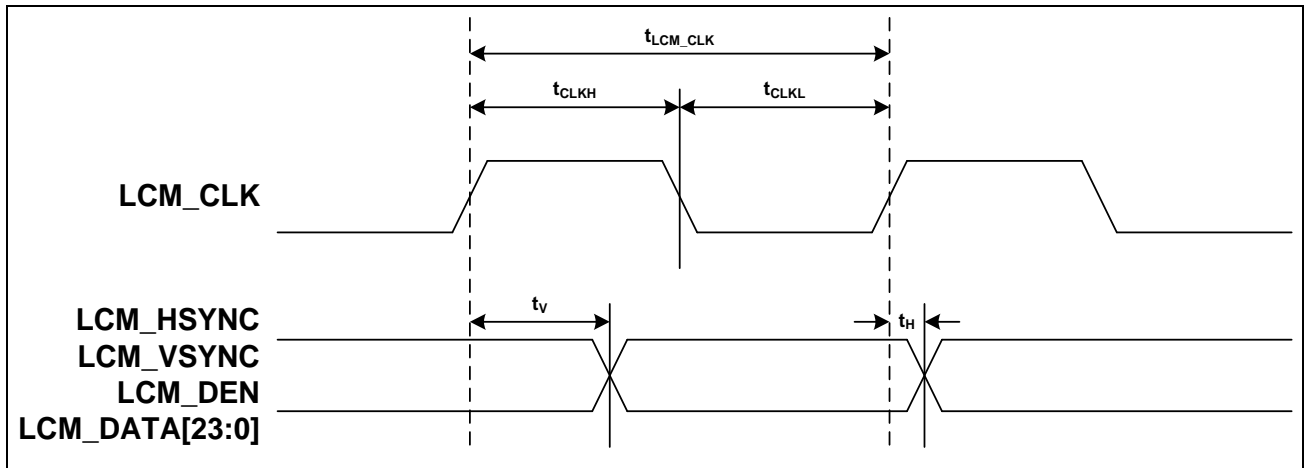 tLCM_CLK
tCLKH
tCLKL
LCM_CLK
tV
tH
LCM_HSYNC
LCM_VSYNC
LCM_DEN
LCM_DATA[23:0]